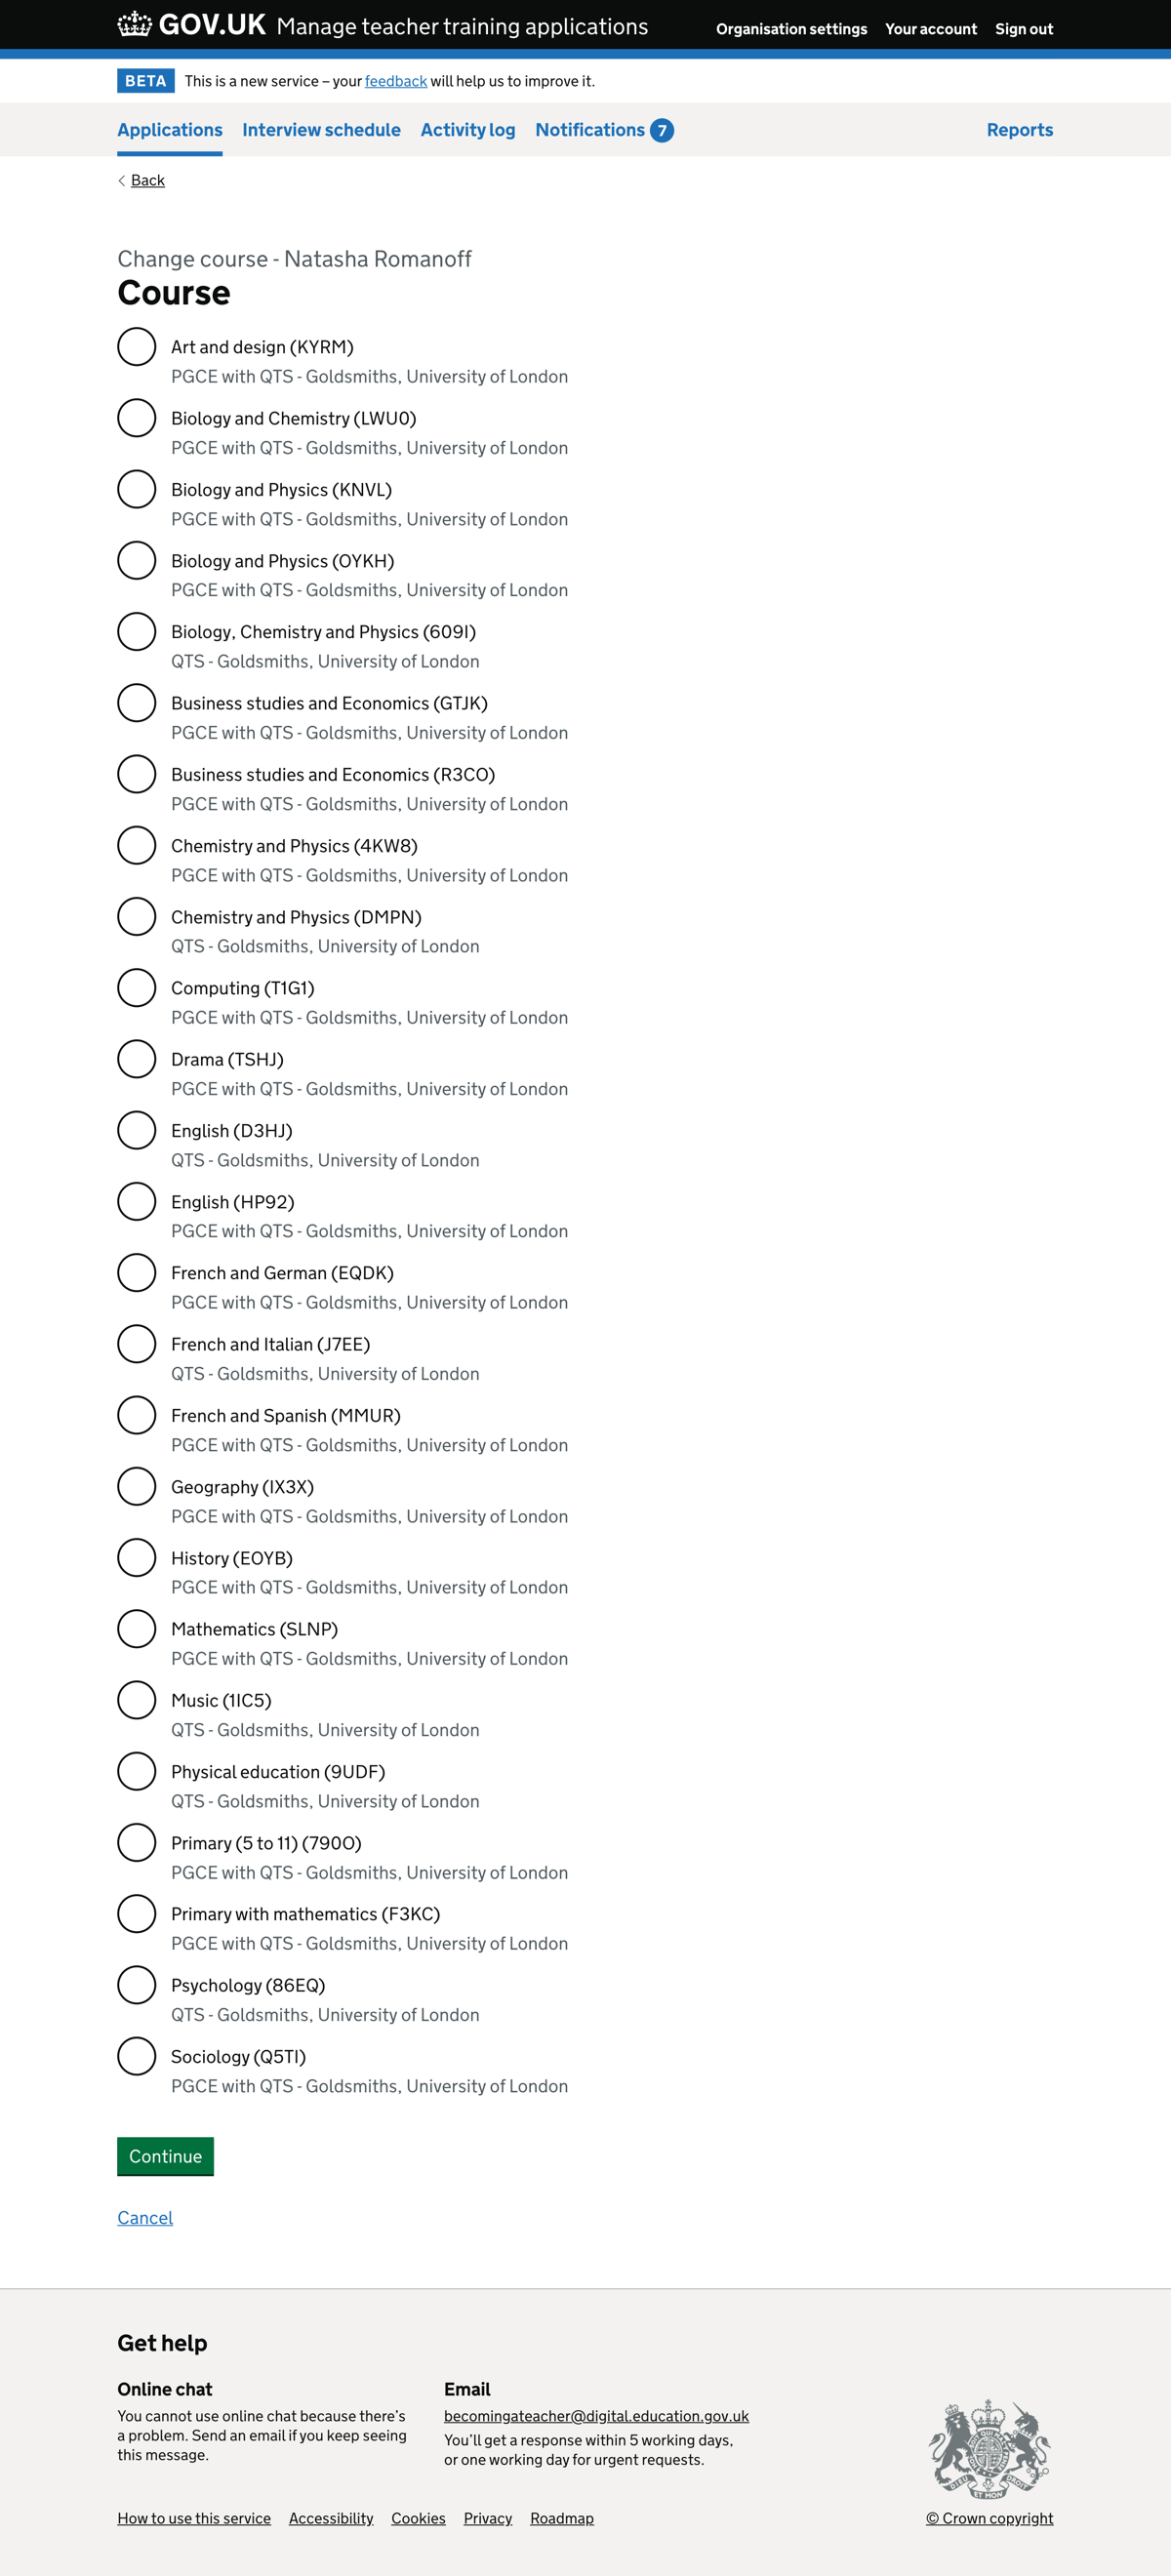 GOV.UK Manage teacher training applications Organisation settings Your account Sign out
BETA This is a new service – your feedback will help us to improve it.
Applications Interview schedule Activity log Notifications 7 Reports
Back
Change course - Natasha Romanoff
Course
Art and design (KYRM)
PGCE with QTS - Goldsmiths, University of London
Biology and Chemistry (LWU0)
PGCE with QTS - Goldsmiths, University of London
Biology and Physics (KNVL)
PGCE with QTS - Goldsmiths, University of London
Biology and Physics (OYKH)
PGCE with QTS - Goldsmiths, University of London
Biology, Chemistry and Physics (609I)
QTS - Goldsmiths, University of London
Business studies and Economics (GTJK)
PGCE with QTS - Goldsmiths, University of London
Business studies and Economics (R3CO)
PGCE with QTS - Goldsmiths, University of London
Chemistry and Physics (4KW8)
PGCE with QTS - Goldsmiths, University of London
Chemistry and Physics (DMPN)
QTS - Goldsmiths, University of London
Computing (T1G1)
PGCE with QTS - Goldsmiths, University of London
Drama (TSHJ)
PGCE with QTS - Goldsmiths, University of London
English (D3HJ)
QTS - Goldsmiths, University of London
English (HP92)
PGCE with QTS - Goldsmiths, University of London
French and German (EQDK)
PGCE with QTS - Goldsmiths, University of London
French and Italian (J7EE)
QTS - Goldsmiths, University of London
French and Spanish (MMUR)
PGCE with QTS - Goldsmiths, University of London
Geography (IX3X)
PGCE with QTS - Goldsmiths, University of London
History (EOYB)
PGCE with QTS - Goldsmiths, University of London
Mathematics (SLNP)
PGCE with QTS - Goldsmiths, University of London
Music (1IC5)
QTS - Goldsmiths, University of London
Physical education (9UDF)
QTS - Goldsmiths, University of London
Primary (5 to 11) (790O)
PGCE with QTS - Goldsmiths, University of London
Primary with mathematics (F3KC)
PGCE with QTS - Goldsmiths, University of London
Psychology (86EQ)
QTS - Goldsmiths, University of London
Sociology (Q5TI)
PGCE with QTS - Goldsmiths, University of London
Continue
Cancel
Get help
Online chat
You cannot use online chat because there’s
a problem. Send an email if you keep seeing
this message.
Email
becomingateacher@digital.education.gov.uk
You’ll get a response within 5 working days,
or one working day for urgent requests.
DIEU ET MON DROIT
How to use this service Accessibility Cookies Privacy Roadmap © Crown copyright